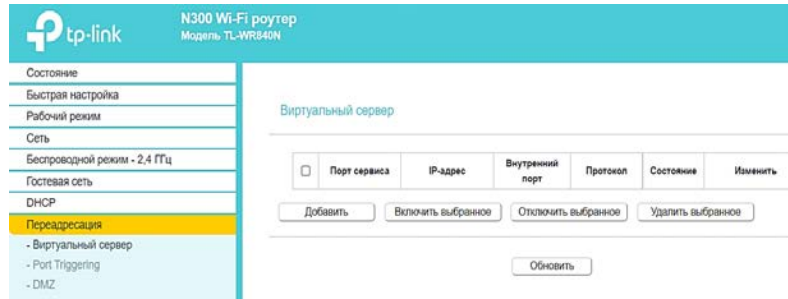 tp-link
N300 Wi-Fi роутер
Модель TL-WR840N
Состояние
Быстрая настройка
Рабочий режим
Сеть
Беспроводной режим - 2,4 ГГц
Гостевая сеть
DHCP
Переадресация
- Виртуальный сервер
- Port Triggering
- DMZ
Виртуальный сервер
Порт сервиса IP-адрес Внутренний порт Протокол Состояние Изменить
Добавить Включить выбранное Отключить выбранное Удалить выбранное
Обновить